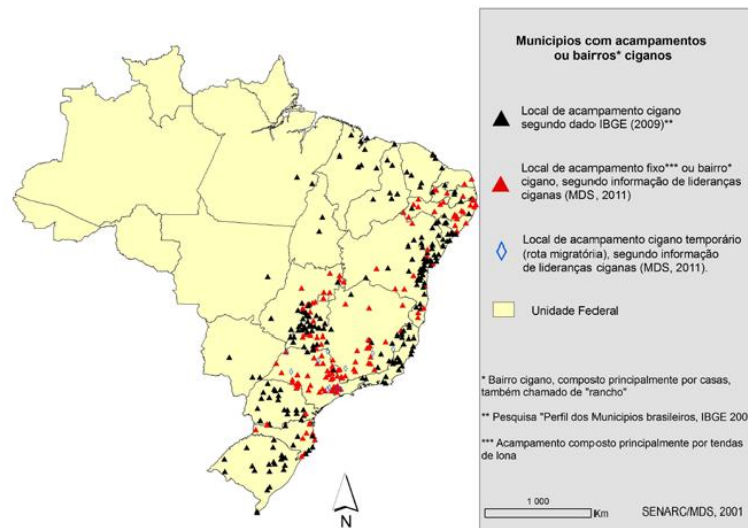 Municipios com acampamentos
ou bairros* ciganos
Local de acampamento cigano
segundo dado IBGE (2009)**
Local de acampamento fixo*** ou bairro*
cigano, segundo informação de lideranças
ciganas (MDS, 2011)
Local de acampamento cigano temporário
(rota migratória), segundo informação
de lideranças ciganas (MDS, 2011).
Unidade Federal
* Bairro cigano, composto principalmente por casas,
também chamado de "rancho"
** Pesquisa "Perfil dos Municipios brasileiros, IBGE 200
*** Acampamento composto principalmente por tendas
de lona
1 000
Km
SENARC/MDS, 2001
N